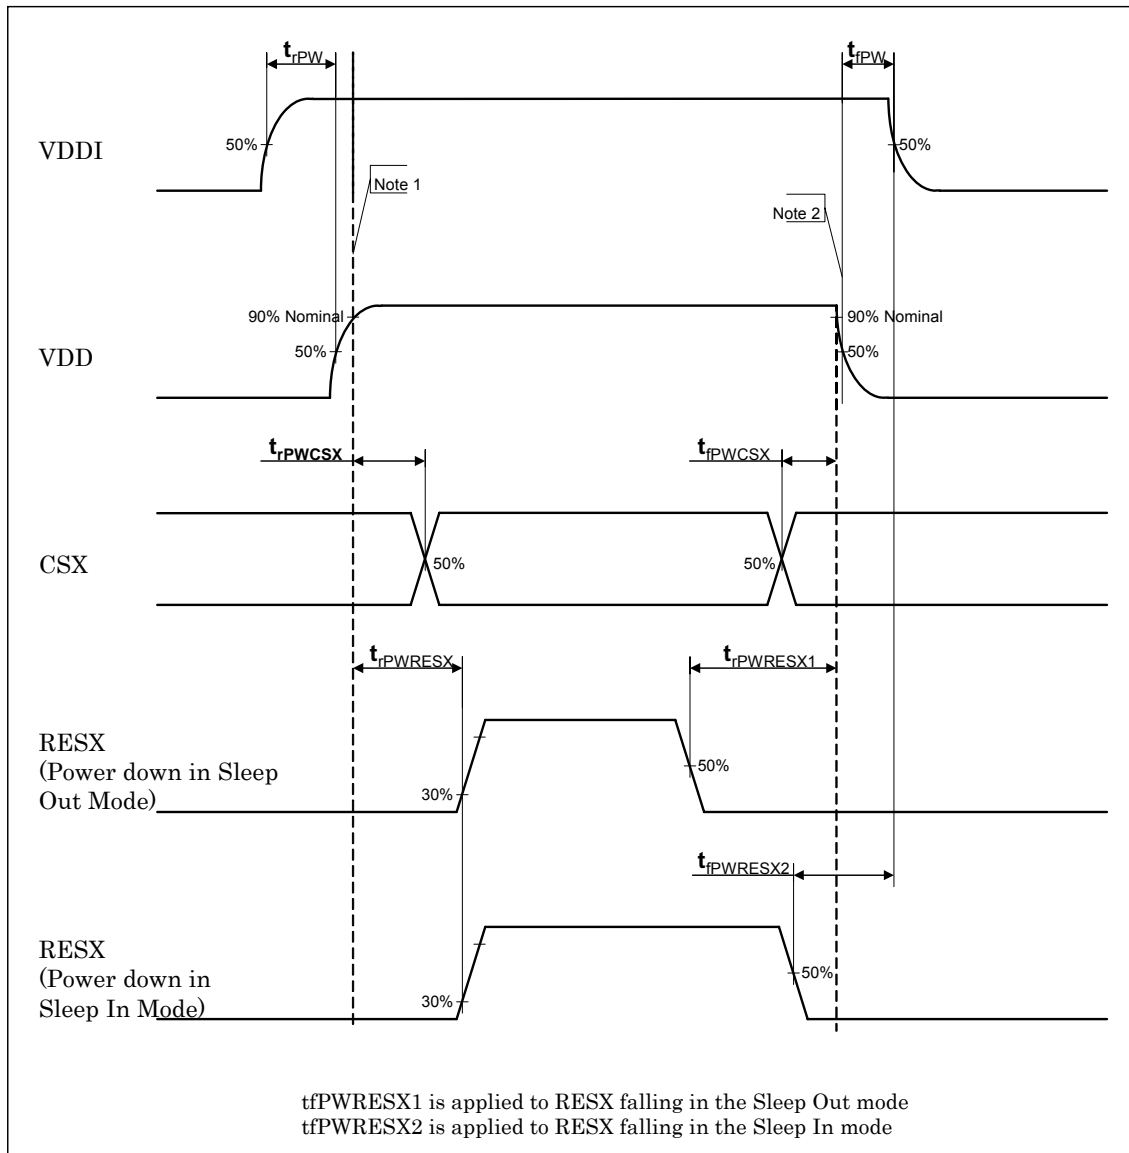 trPW
tfPW
VDDI
50%
50%
Note 1
Note 2
90% Nominal
90% Nominal
VDD
50%
50%
trPWCSX
tfPWCSX
CSX
50%
50%
trPWRESX
trPWRESX1
RESX
(Power down in Sleep
Out Mode)
50%
30%
tfPWRESX2
RESX
(Power down in
Sleep In Mode)
50%
30%
tfPWRESX1 is applied to RESX falling in the Sleep Out mode
tfPWRESX2 is applied to RESX falling in the Sleep In mode